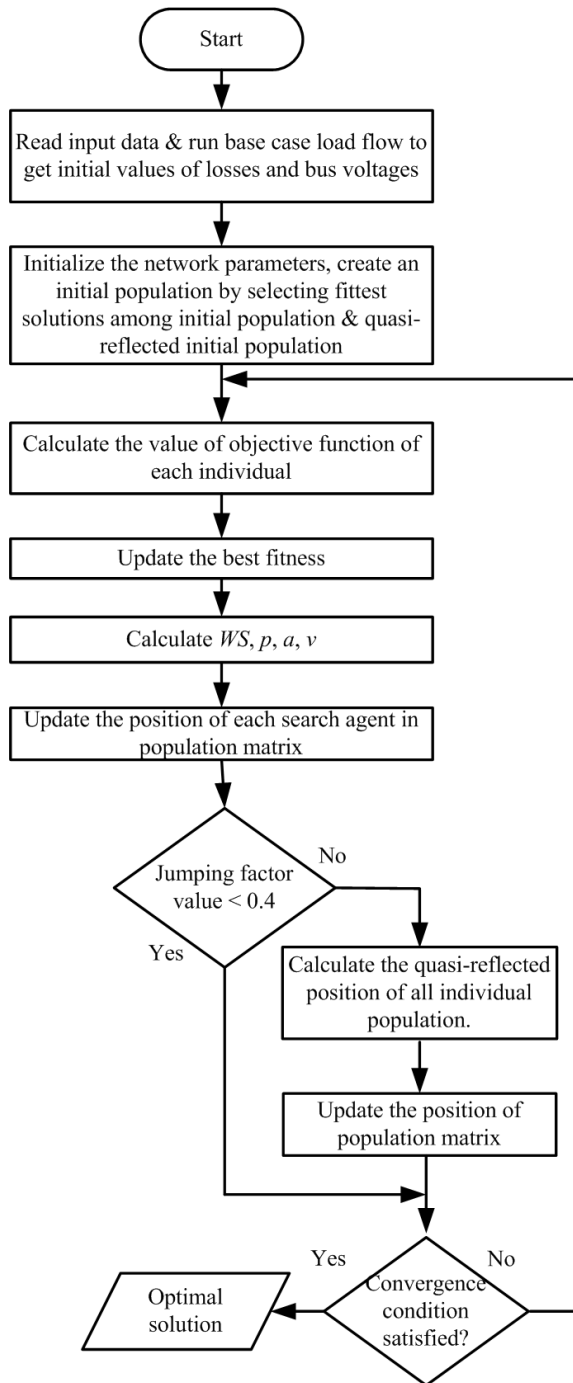 Start
Read input data & run base case load flow to
get initial values of losses and bus voltages
Initialize the network parameters, create an
initial population by selecting fittest
solutions among initial population & quasi-
reflected initial population
Calculate the value of objective function of
each individual
Update the best fitness
Calculate WS, p, a, v
Update the position of each search agent in
population matrix
Jumping factor
value < 0.4
No
Yes
Calculate the quasi-reflected
position of all individual
population.
Update the position of
population matrix
Yes
No
Convergence
condition
satisfied?
Optimal
solution